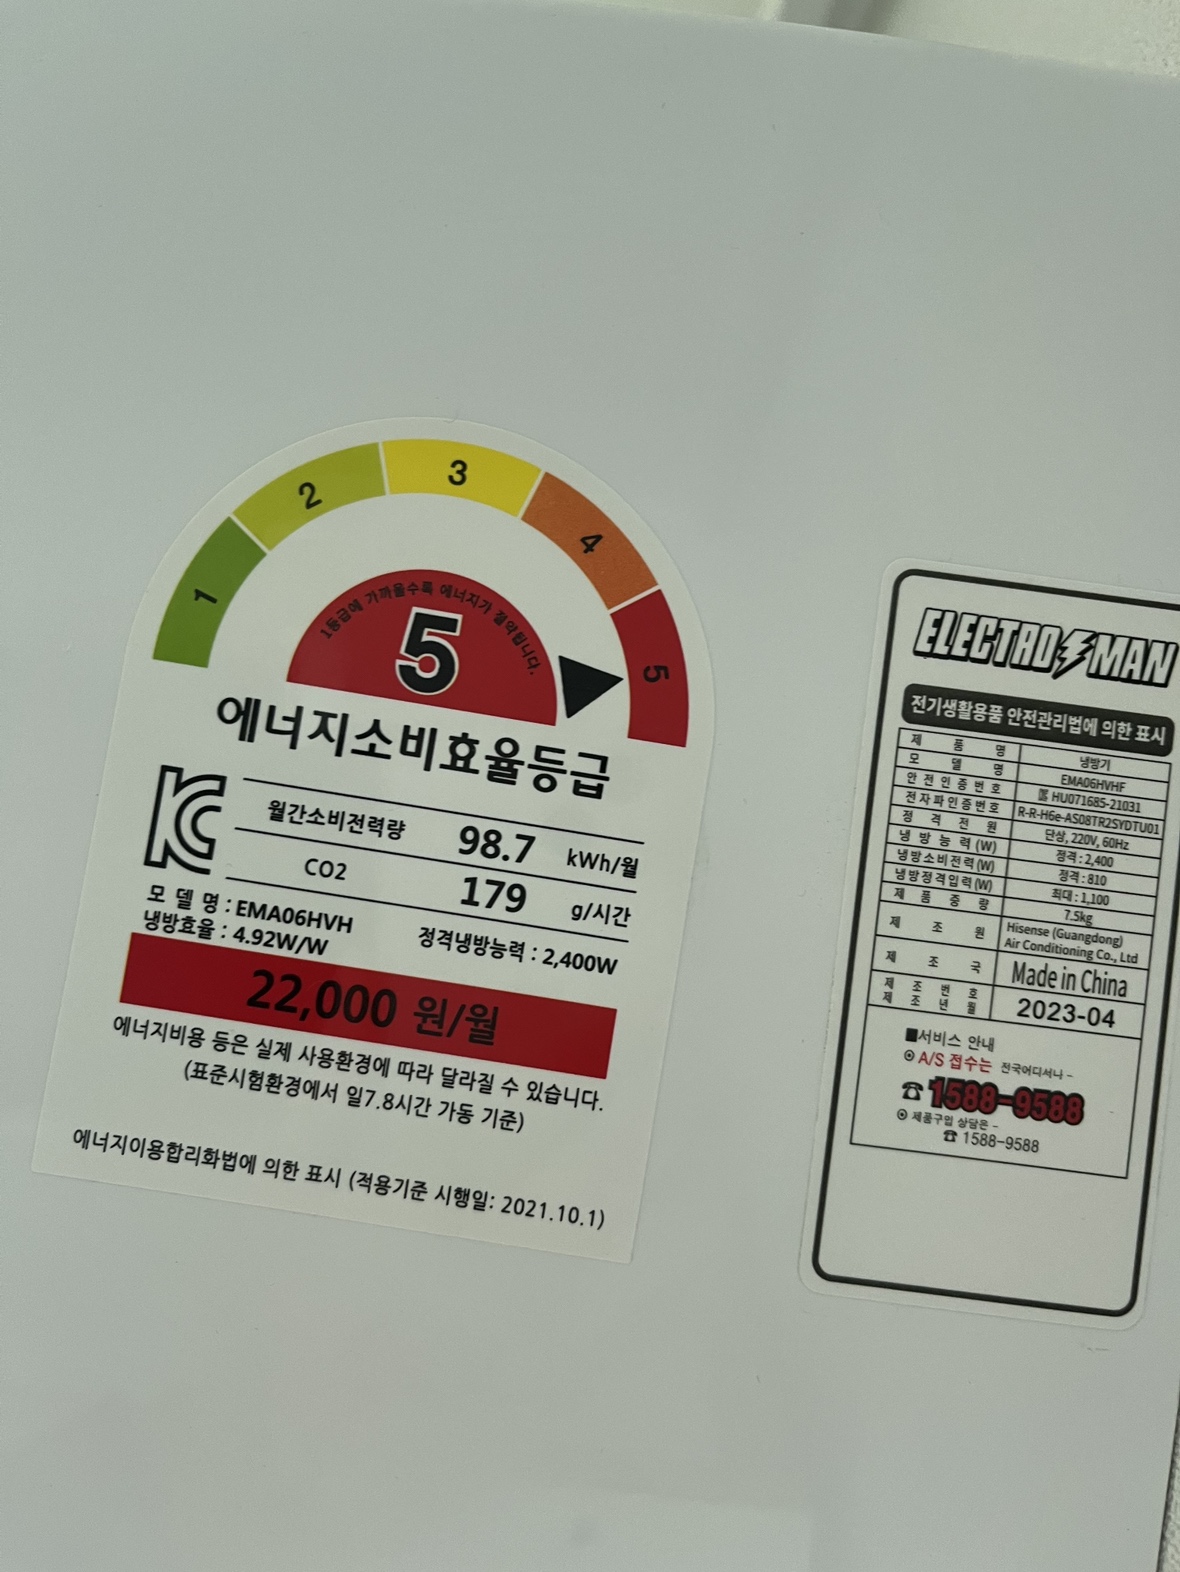 1
2
3
4
5
1등급에 가까울수록 에너지가 절약됩니다.
5
에너지소비효율등급
월간소비전력량 98.7 kWh/월
CO2 179 g/시간
모 델 명 : EMA06HVH
냉방효율 : 4.92W/W 정격냉방능력 : 2,400W
22,000 원/월
에너지비용 등은 실제 사용환경에 따라 달라질 수 있습니다.
(표준시험환경에서 일7.8시간 가동 기준)
에너지이용합리화법에 의한 표시 (적용기준 시행일: 2021.10.1)
ELECTRO MAN
전기생활용품 안전관리법에 의한 표시
제 품 명 냉방기
모 델 명 EMA06HVHF
안전인증번호 HU071685-21031
전자파인증번호 R-R-H6e-AS08TR2SYDTU01
정 격 전 원 단상, 220V, 60Hz
냉 방 능 력 (W) 정격 : 2,400
냉방소비전력(W) 정격 : 810
냉방정격입력(W) 최대 : 1,100
제 품 중 량 7.5kg
제 조 원 Hisense (Guangdong)
Air Conditioning Co., Ltd
제 조 국 Made in China
제 조 번 호
제 조 년 월 2023-04
■서비스 안내
⊙ A/S 접수는 전국어디서나 –
☎ 1588-9588
⊙ 제품구입 상담은 –
☎ 1588-9588